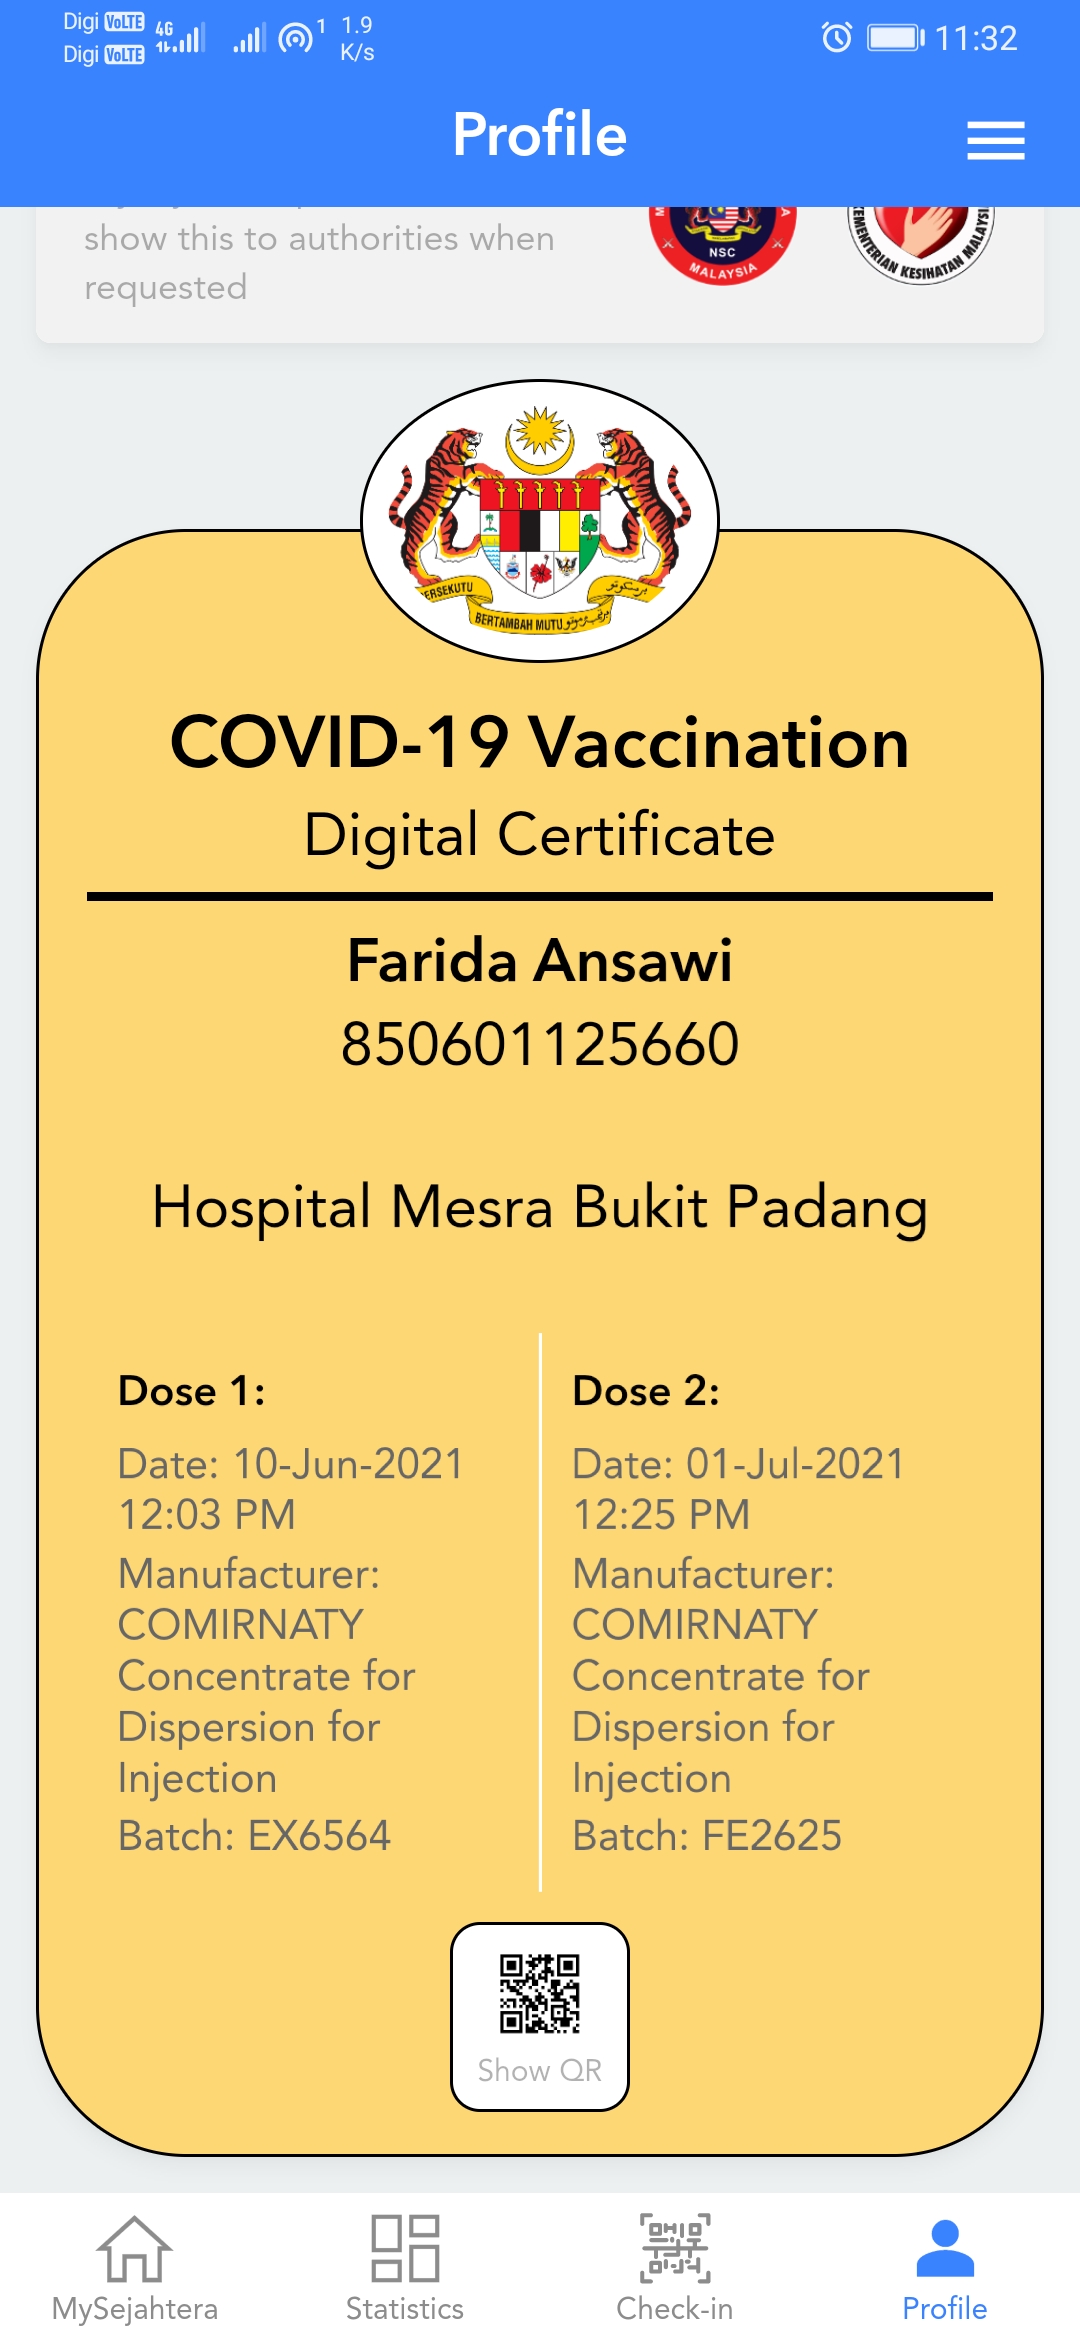 Digi VoLTE
Digi VoLTE
4G
1
1.9
K/s
11:32
Profile
show this to authorities when
requested
NSC
MALAYSIA
KEMENTERIAN KESIHATAN MALAYSIA
ERSEKUTU
BERTAMBAH MUTU
COVID-19 Vaccination
Digital Certificate
Farida Ansawi
850601125660
Hospital Mesra Bukit Padang
Dose 1:
Date: 10-Jun-2021
12:03 PM
Manufacturer:
COMIRNATY
Concentrate for
Dispersion for
Injection
Batch: EX6564
Dose 2:
Date: 01-Jul-2021
12:25 PM
Manufacturer:
COMIRNATY
Concentrate for
Dispersion for
Injection
Batch: FE2625
Show QR
MySejahtera
Statistics
Check-in
Profile